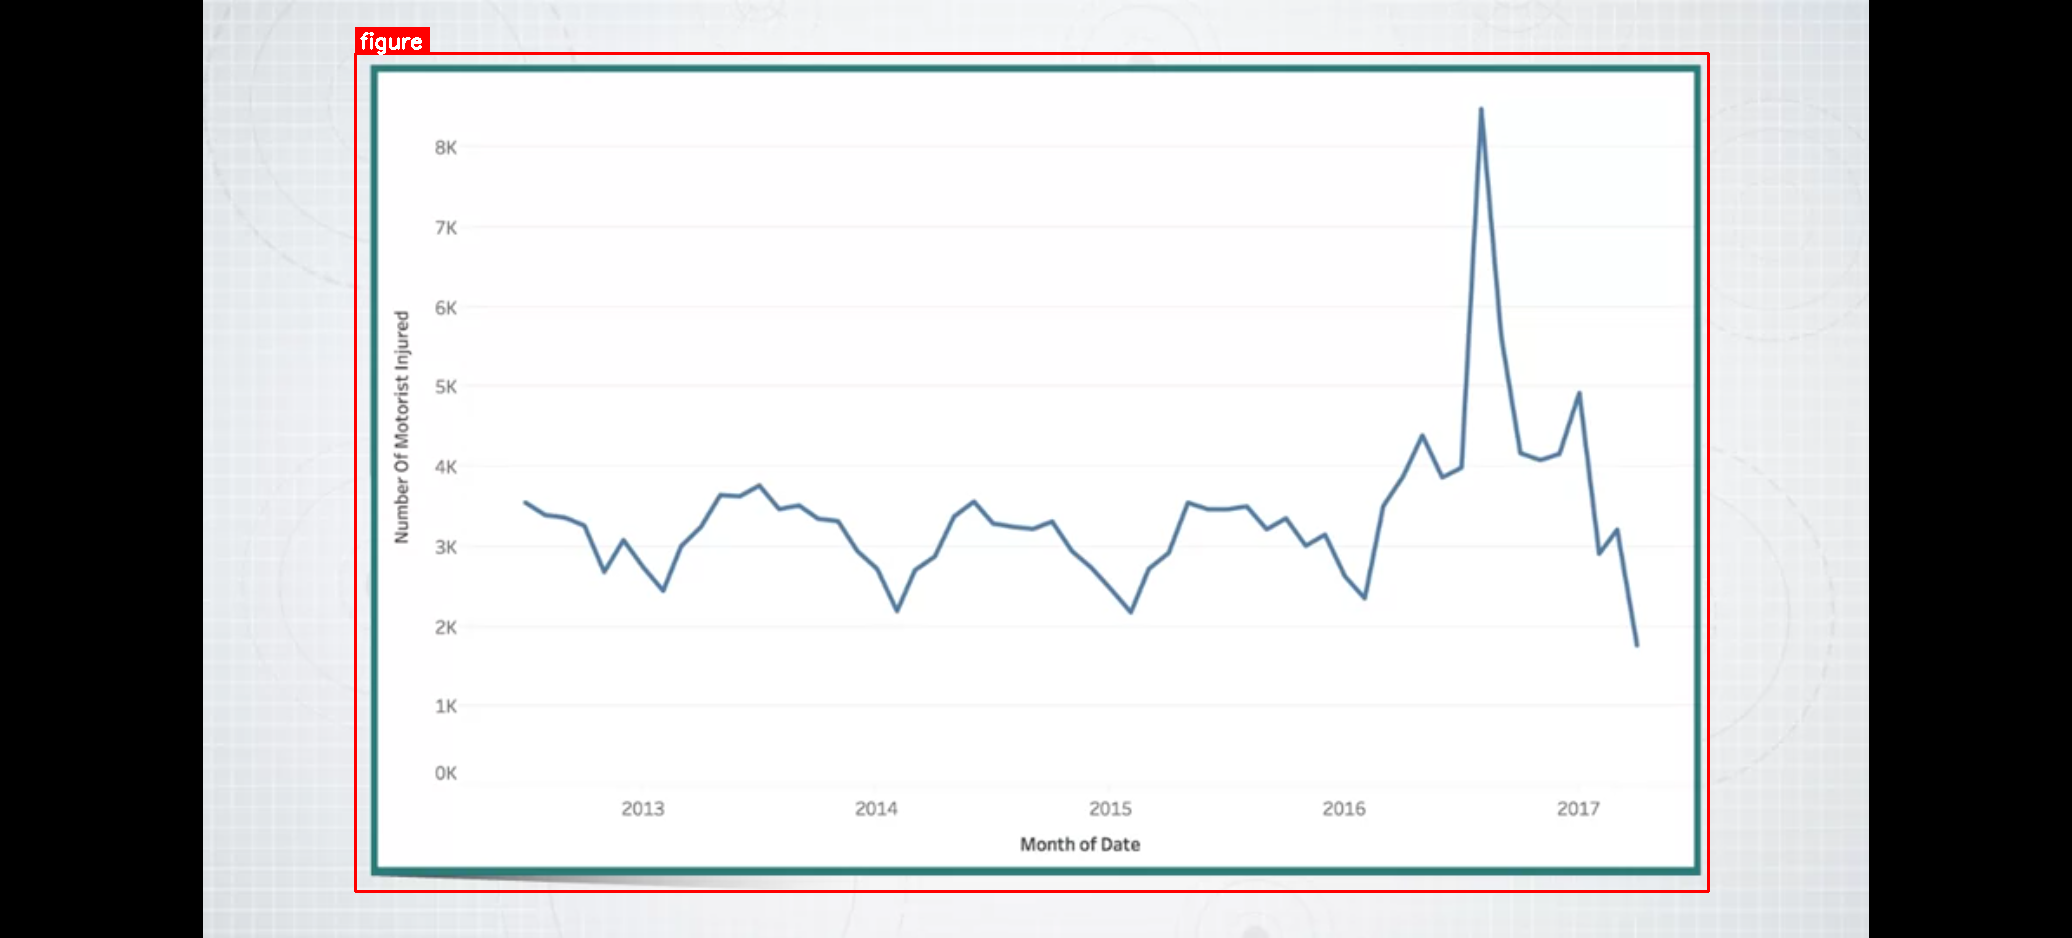 figure
8K
7K
6K
5K
4K
3K
2K
1K
0K
Number Of Motorist Injured
2013 2014 2015 2016 2017
Month of Date